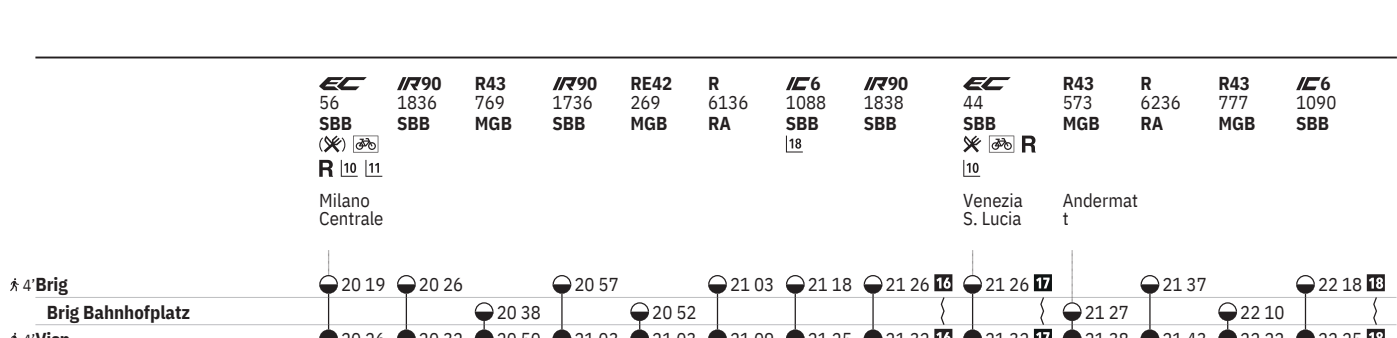 EC IR90 R43 IR90 RE42 R IC6 IR90 EC R43 R R43 IC6
56 1836 769 1736 269 6136 1088 1838 44 573 6236 777 1090
SBB SBB MGB SBB MGB RA SBB SBB SBB MGB RA MGB SBB
18 R
R 10 11 10
Milano Venezia Andermat
Centrale S. Lucia t
4' Brig 20 19 20 26 20 57 21 03 21 18 21 26 16 21 26 17 21 37 22 18 18
Brig Bahnhofplatz 20 38 20 52 21 27 22 10